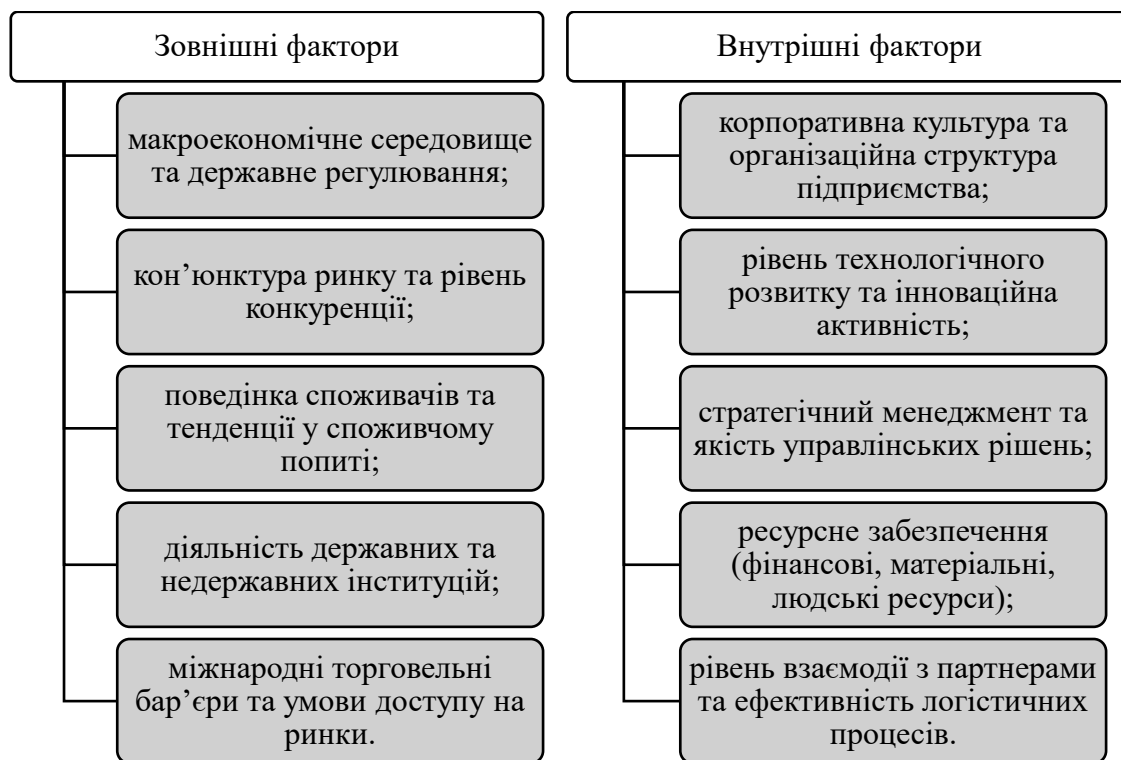 Зовнішні фактори
макроекономічне середовище
та державне регулювання;
кон’юнктура ринку та рівень
конкуренції;
поведінка споживачів та
тенденції у споживчому
попиті;
діяльність державних та
недержавних інституцій;
міжнародні торговельні
бар’єри та умови доступу на
ринки.
Внутрішні фактори
корпоративна культура та
організаційна структура
підприємства;
рівень технологічного
розвитку та інноваційна
активність;
стратегічний менеджмент та
якість управлінських рішень;
ресурсне забезпечення
(фінансові, матеріальні,
людські ресурси);
рівень взаємодії з партнерами
та ефективність логістичних
процесів.